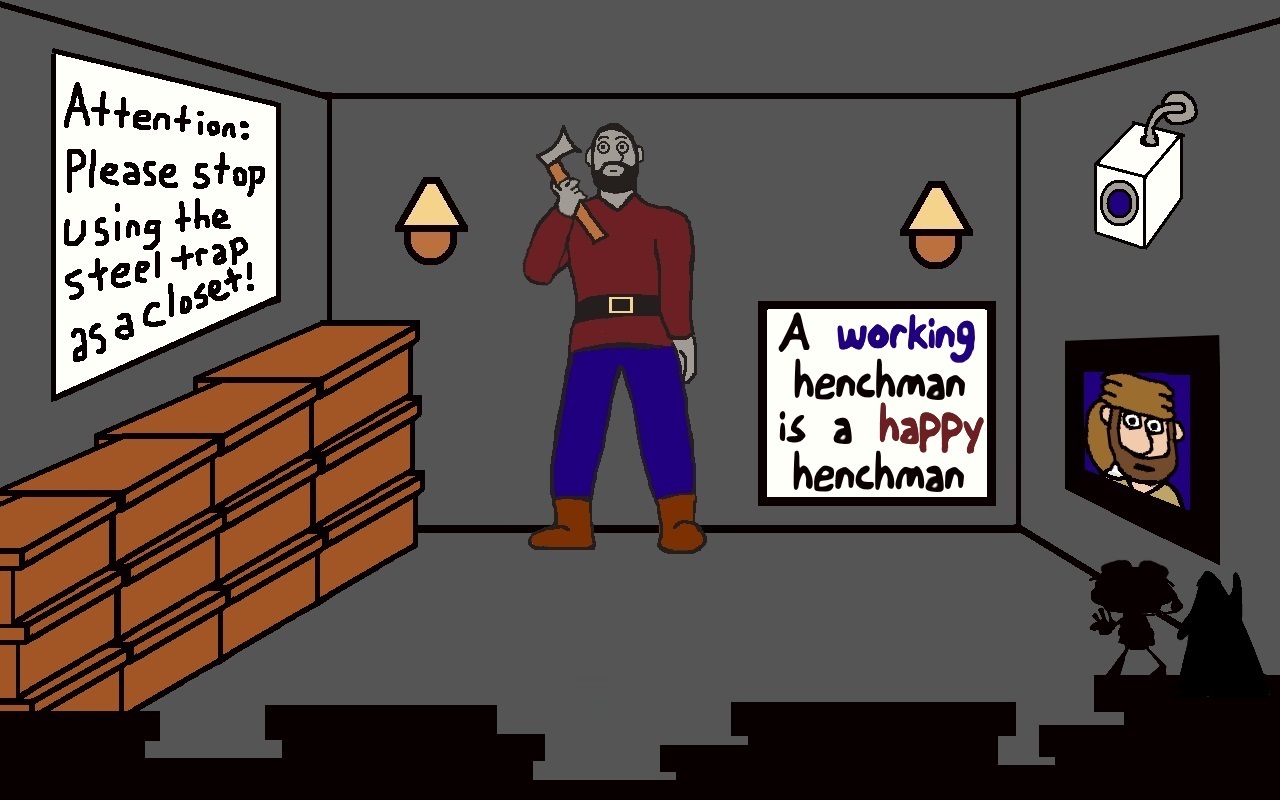 Attention:
Please stop
using the
steel trap
as a closet!
A working
henchman
is a happy
henchman